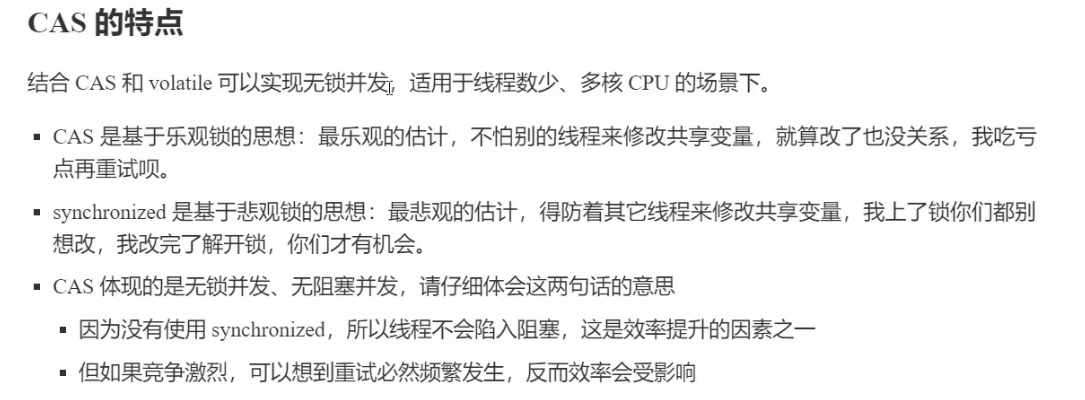 CAS 的特点
结合 CAS 和 volatile 可以实现无锁并发，适用于线程数少、多核 CPU 的场景下。
▪ CAS 是基于乐观锁的思想：最乐观的估计，不怕别的线程来修改共享变量，就算改了也没关系，我吃亏
点再重试呗。
▪ synchronized 是基于悲观锁的思想：最悲观的估计，得防着其它线程来修改共享变量，我上了锁你们都别
想改，我改完了解开锁，你们才有机会。
▪ CAS 体现的是无锁并发、无阻塞并发，请仔细体会这两句话的意思
▪ 因为没有使用 synchronized，所以线程不会陷入阻塞，这是效率提升的因素之一
▪ 但如果竞争激烈，可以想到重试必然频繁发生，反而效率会受影响